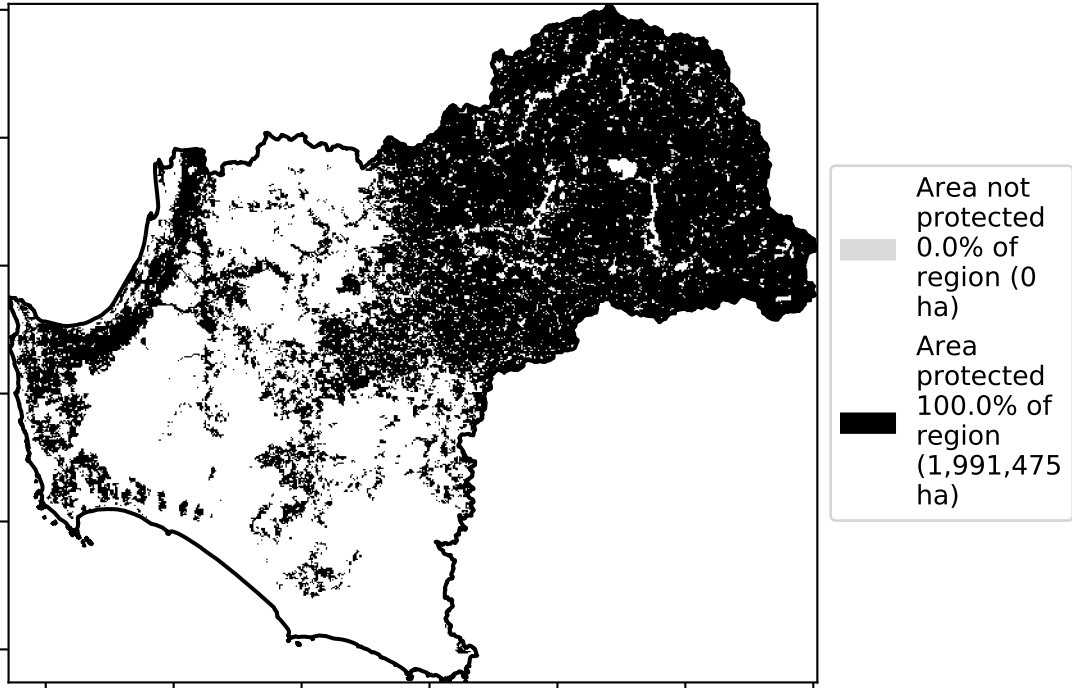 Area not
protected
0.0% of
region (0
ha)
Area
protected
100.0% of
region
(1,991,475
ha)